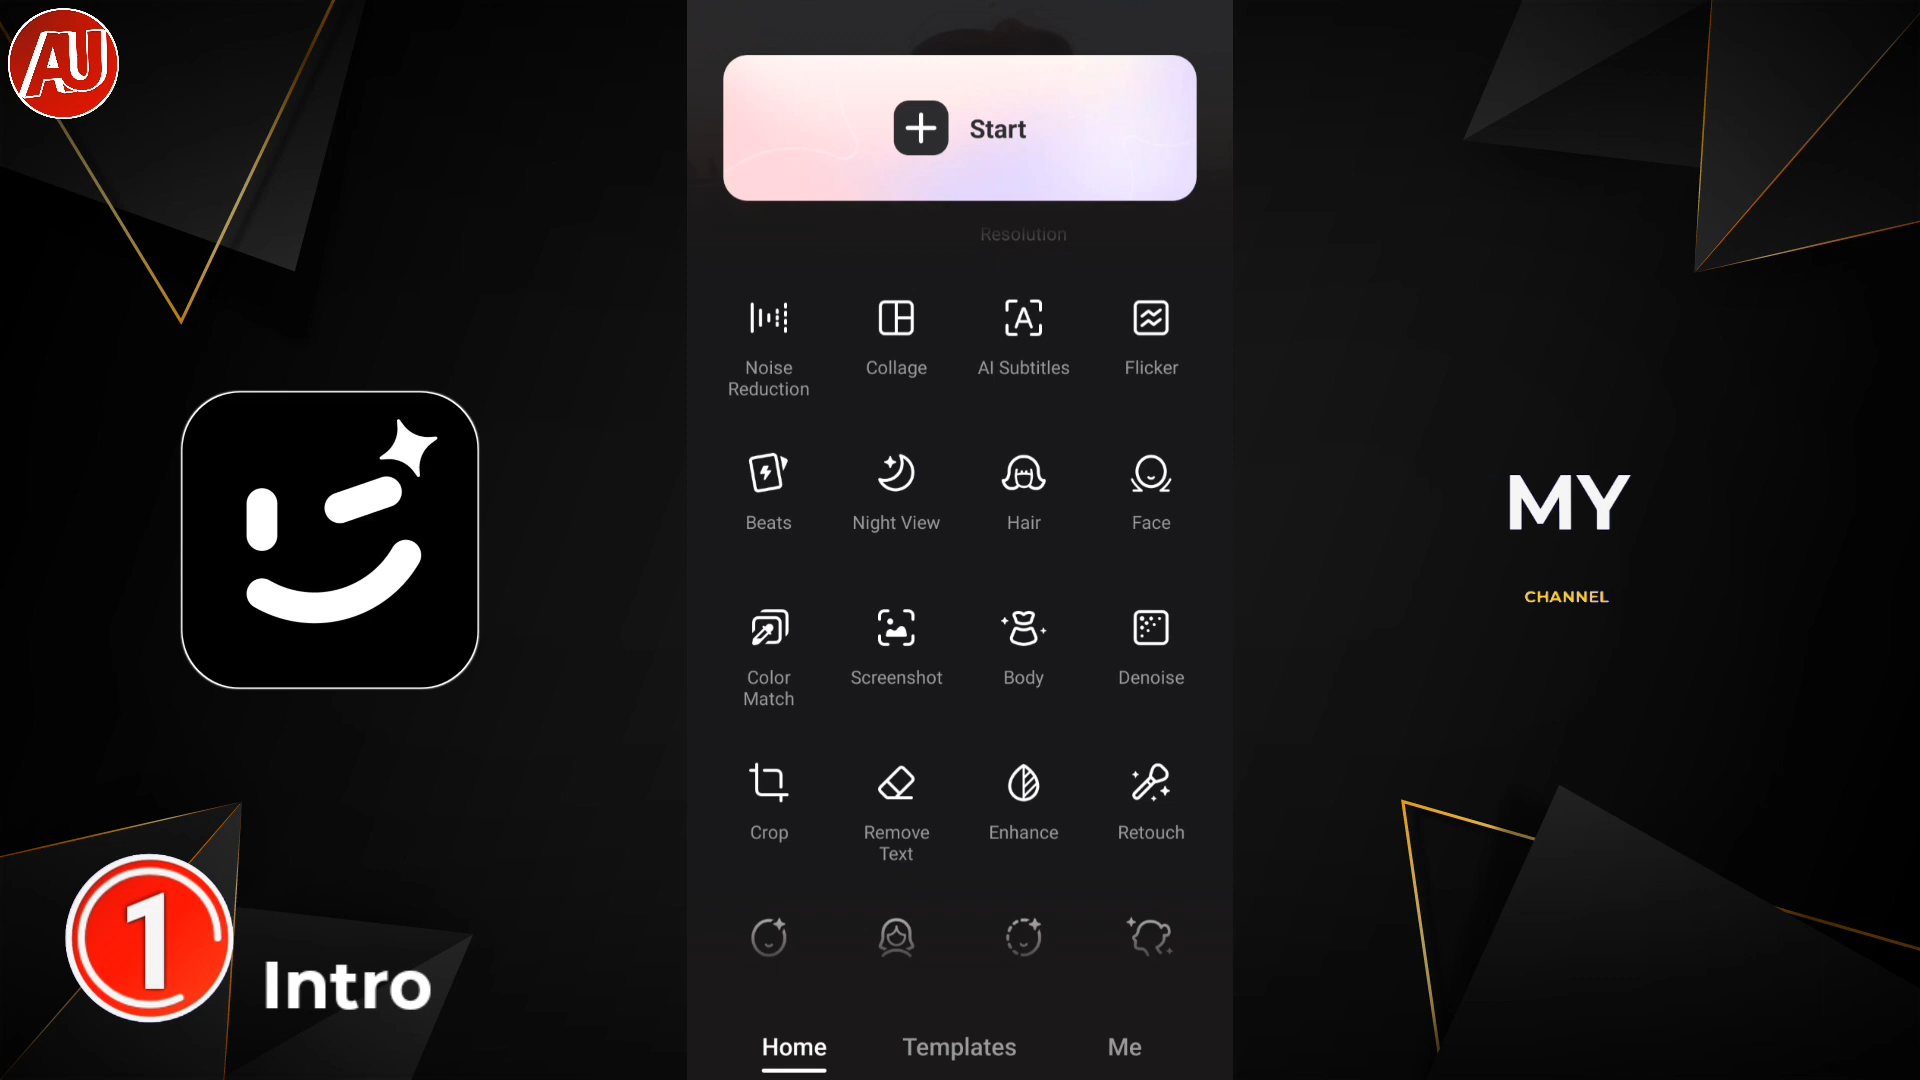 AU
Start
Resolution
Noise
Reduction
Collage
AI Subtitles
Flicker
Beats
Night View
Hair
Face
Color
Match
Screenshot
Body
Denoise
Crop
Remove
Text
Enhance
Retouch
Home
Templates
Me
MY
CHANNEL
1
Intro